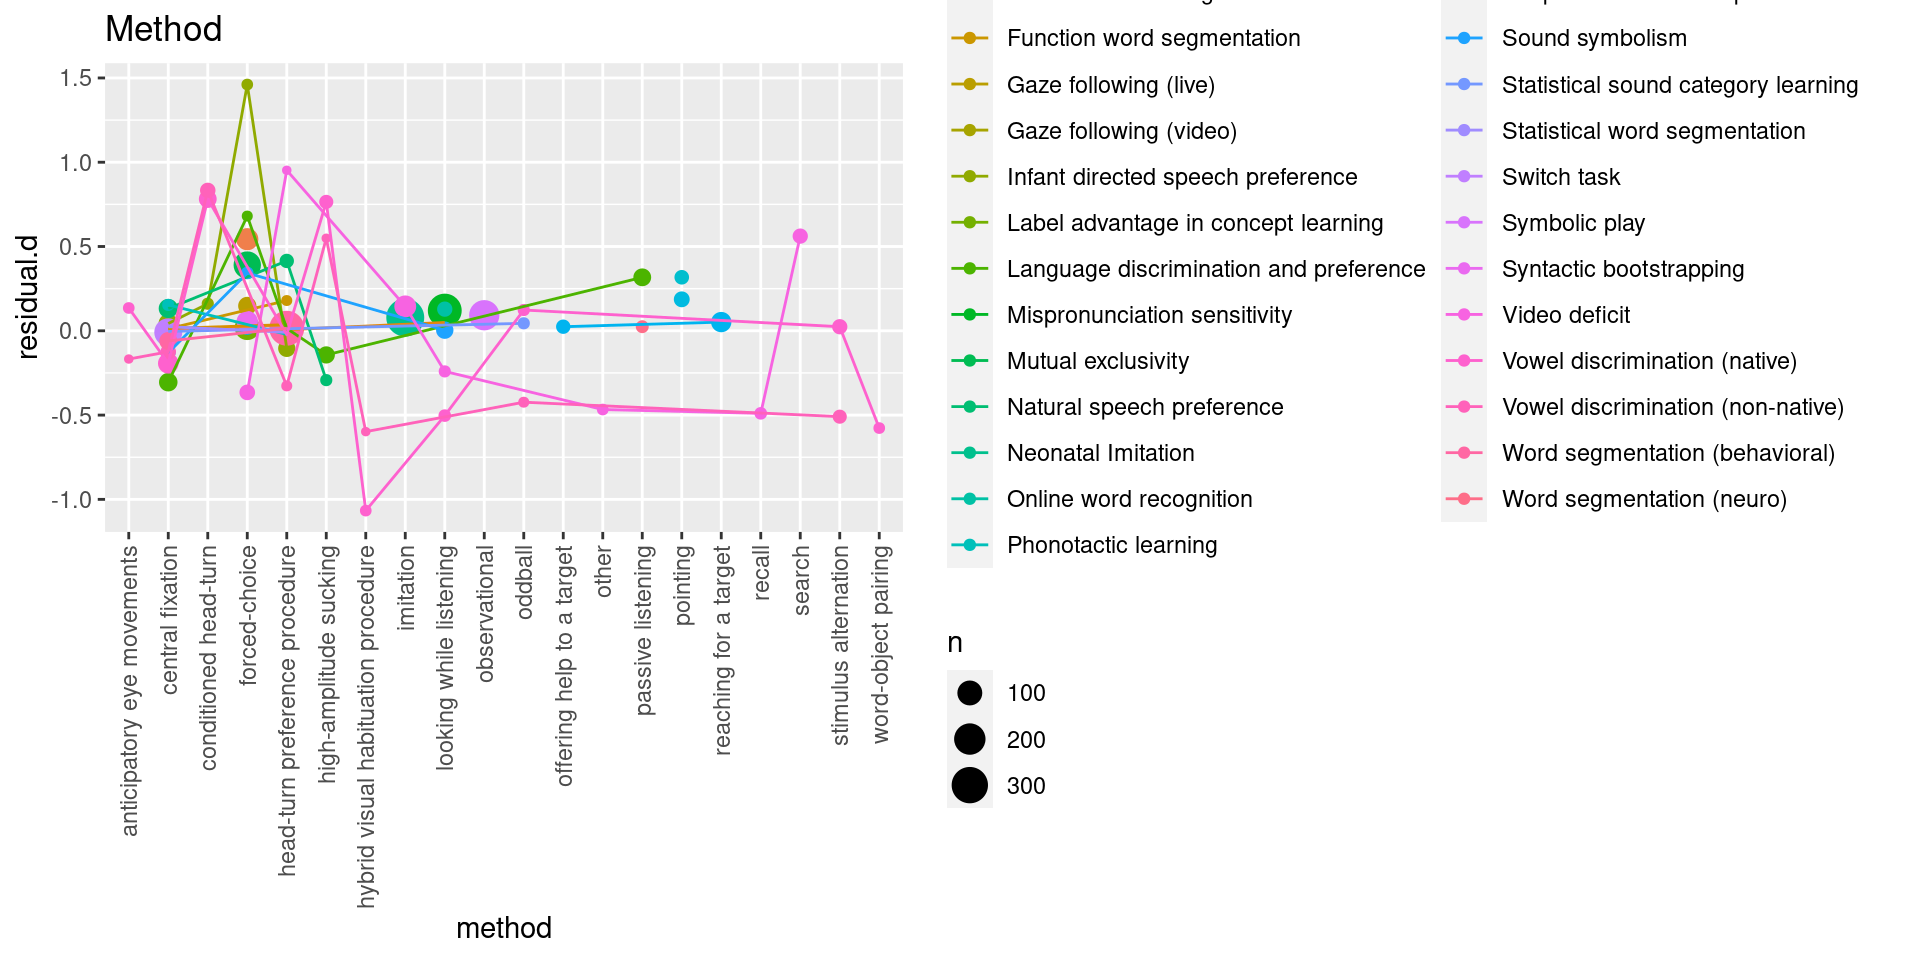 Method
residual.d
1.5
1.0
0.5
0.0
-0.5
-1.0
anticipatory eye movements
central fixation
conditioned head-turn
forced-choice
head-turn preference procedure
high-amplitude sucking
hybrid visual habituation procedure
imitation
looking while listening
observational
oddball
offering help to a target
other
passive listening
pointing
reaching for a target
recall
search
stimulus alternation
word-object pairing
method
Function word segmentation
Gaze following (live)
Gaze following (video)
Infant directed speech preference
Label advantage in concept learning
Language discrimination and preference
Mispronunciation sensitivity
Mutual exclusivity
Natural speech preference
Neonatal Imitation
Online word recognition
Phonotactic learning
Sound symbolism
Statistical sound category learning
Statistical word segmentation
Switch task
Symbolic play
Syntactic bootstrapping
Video deficit
Vowel discrimination (native)
Vowel discrimination (non-native)
Word segmentation (behavioral)
Word segmentation (neuro)
n
100
200
300